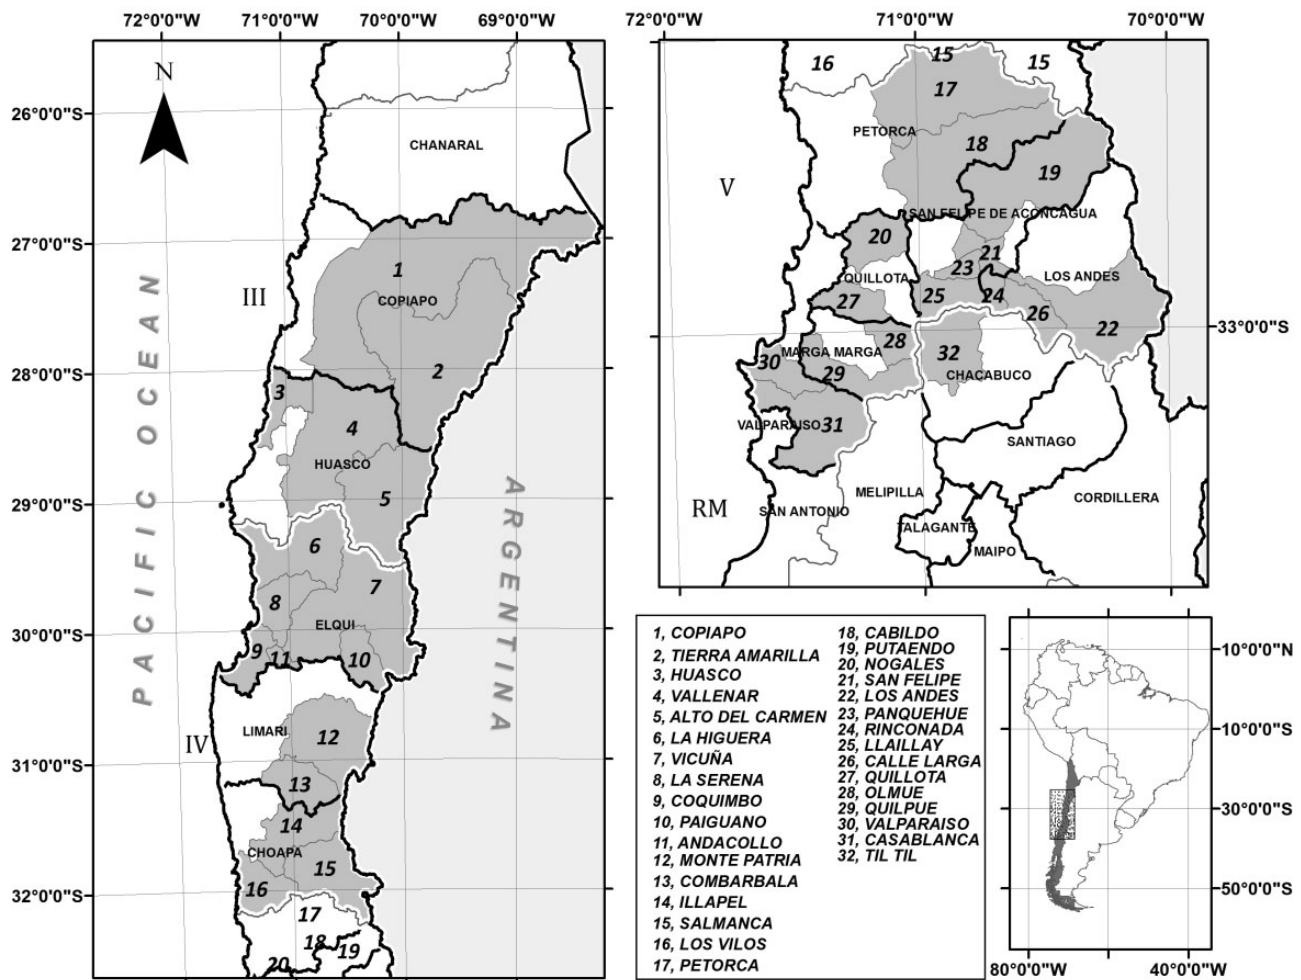 72°0'0"W 71°0'0"W 70°0'0"W 69°0'0"W
N
26°0'0"S
27°0'0"S
28°0'0"S
29°0'0"S
30°0'0"S
31°0'0"S
32°0'0"S
PACIFIC OCEAN
ARGENTINA
CHANARAL
III
1
COPIAPO
2
3
4
HUASCO
5
6
7
8
ELQUI
9
11
10
IV
LIMARI
12
13
14
CHOAPA
15
16
17
18
19
20
72°0'0"W 71°0'0"W 70°0'0"W
16
15
15
17
PETORCA
18
V
19
SAN FELIPE DE ACONCAGUA
20
21
QUILLOTA
23
LOS ANDES
27
25
24
26
22
33°0'0"S
28
30
MARGA MARGA
29
32
CHACABUCO
VALPARAISO
31
SANTIAGO
MELIPILLA
CORDILLERA
RM
SAN ANTONIO
TALAGANTE
MAIPO
1, COPIAPO
2, TIERRA AMARILLA
3, HUASCO
4, VALLENAR
5, ALTO DEL CARMEN
6, LA HIGUERA
7, VICUÑA
8, LA SERENA
9, COQUIMBO
10, PAIGUANO
11, ANDACOLLO
12, MONTE PATRIA
13, COMBARBALA
14, ILLAPEL
15, SALMANCA
16, LOS VILOS
17, PETORCA
18, CABILDO
19, PUTAENDO
20, NOGALES
21, SAN FELIPE
22, LOS ANDES
23, PANQUEHUE
24, RINCONADA
25, LLAILLAY
26, CALLE LARGA
27, QUILLOTA
28, OLMUE
29, QUILPUE
30, VALPARAISO
31, CASABLANCA
32, TIL TIL
10°0'0"N
10°0'0"S
30°0'0"S
50°0'0"S
80°0'0"W 40°0'0"W